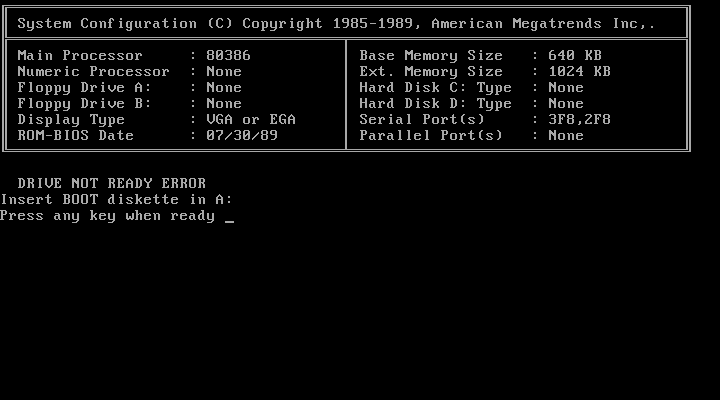 System Configuration (C) Copyright 1985-1989, American Megatrends Inc,.
Main Processor : 80386
Numeric Processor : None
Floppy Drive A: : None
Floppy Drive B: : None
Display Type : VGA or EGA
ROM-BIOS Date : 07/30/89
Base Memory Size : 640 KB
Ext. Memory Size : 1024 KB
Hard Disk C: Type : None
Hard Disk D: Type : None
Serial Port(s) : 3F8,2F8
Parallel Port(s) : None
DRIVE NOT READY ERROR
Insert BOOT diskette in A:
Press any key when ready _